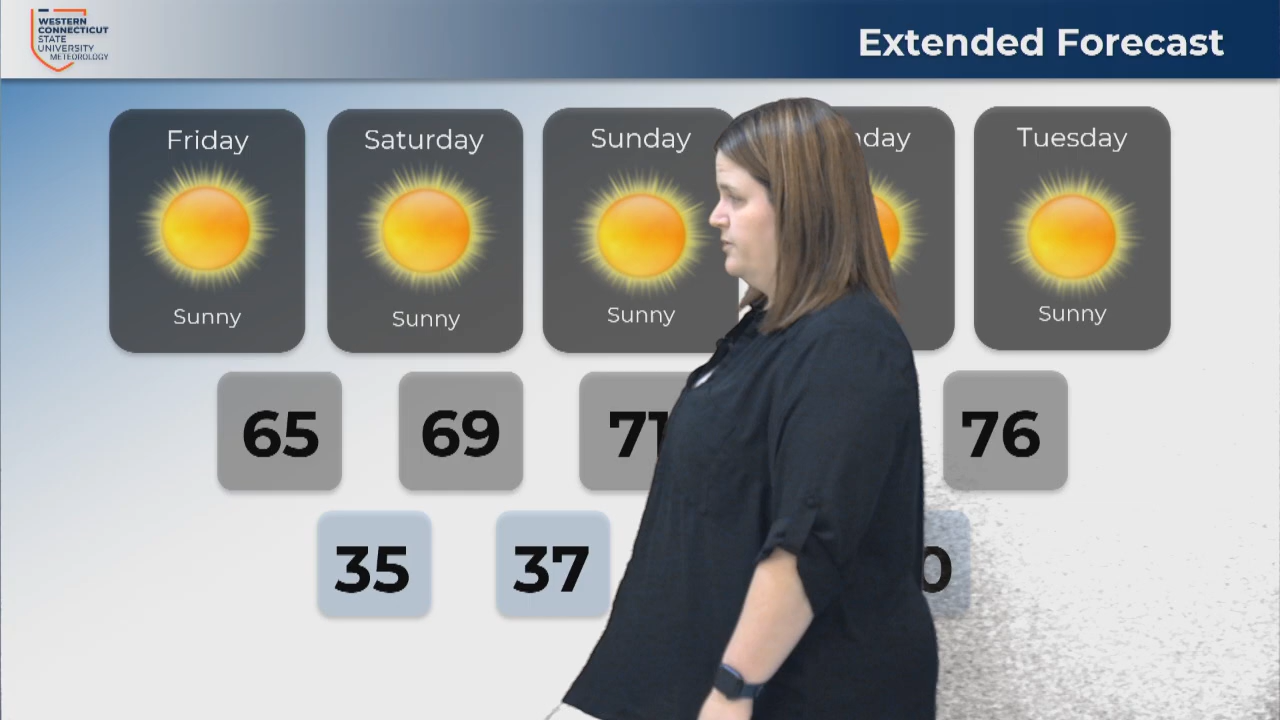 WESTERN
CONNECTICUT
STATE
UNIVERSITY
METEOROLOGY
Extended Forecast
Friday
Saturday
Sunday
Tuesday
Sunny
Sunny
Sunny
Sunny
65
69
71
76
35
37